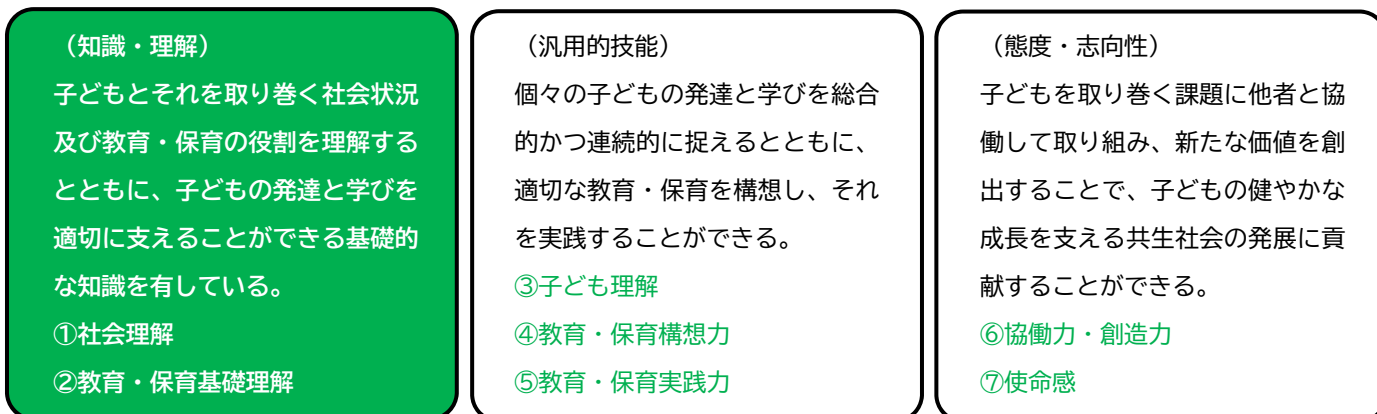 （知識・理解）
子どもとそれを取り巻く社会状況
及び教育・保育の役割を理解する
とともに、子どもの発達と学びを
適切に支えることができる基礎的
な知識を有している。
①社会理解
②教育・保育基礎理解
（汎用的技能）
個々の子どもの発達と学びを総合
的かつ連続的に捉えるとともに、
適切な教育・保育を構想し、それ
を実践することができる。
③子ども理解
④教育・保育構想力
⑤教育・保育実践力
（態度・志向性）
子どもを取り巻く課題に他者と協
働して取り組み、新たな価値を創
出することで、子どもの健やかな
成長を支える共生社会の発展に貢
献することができる。
⑥協働力・創造力
⑦使命感